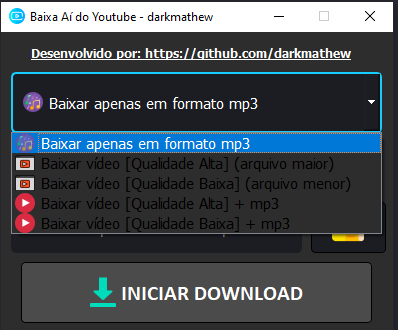 Baixa Aí do Youtube - darkmathew
Desenvolvido por: https://github.com/darkmathew
Baixar apenas em formato mp3
Baixar apenas em formato mp3
Baixar vídeo [Qualidade Alta] (arquivo maior)
Baixar vídeo [Qualidade Baixa] (arquivo menor)
Baixar vídeo [Qualidade Alta] + mp3
Baixar vídeo [Qualidade Baixa] + mp3
INICIAR DOWNLOAD